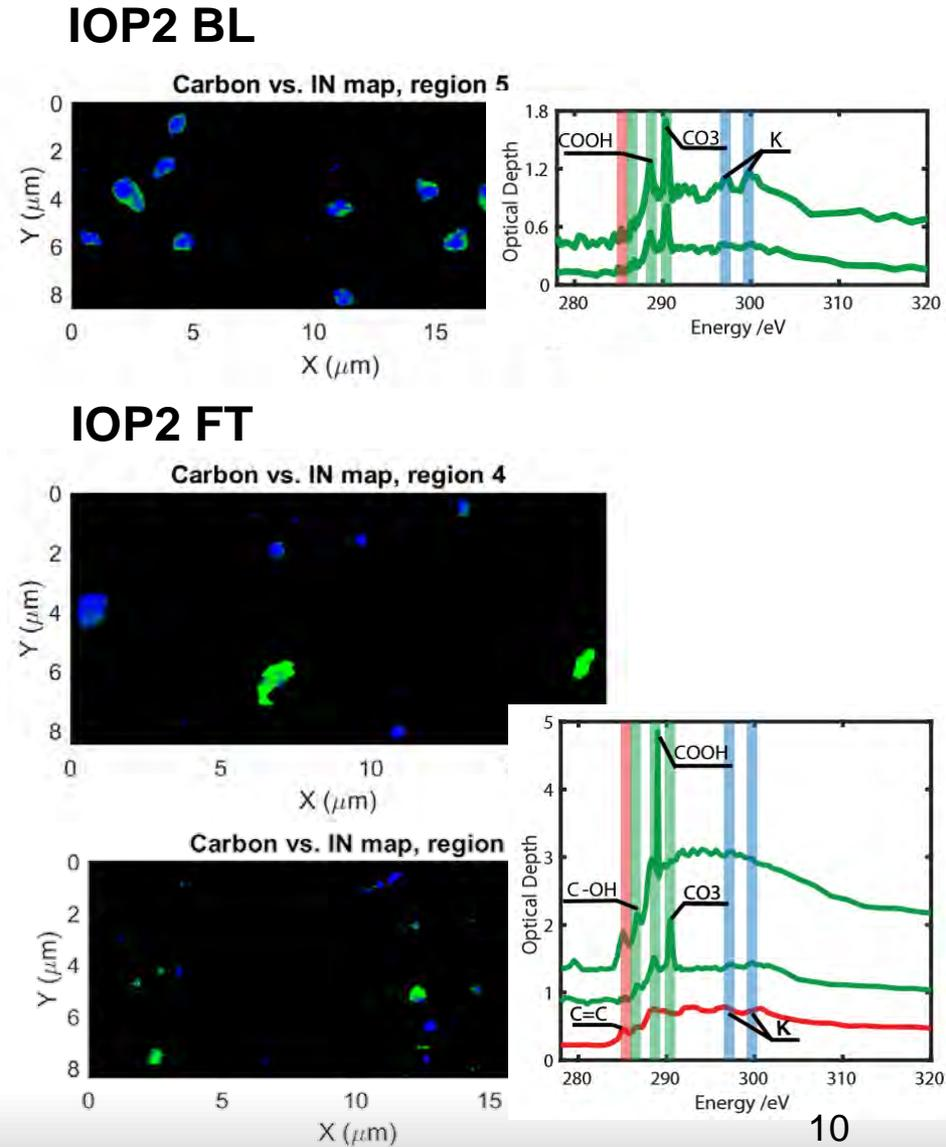 IOP2 BL
Carbon vs. IN map, region 5
0
2
4
6
8
Y (μm)
0 5 10 15
X (μm)
1.8
1.2
0.6
0
Optical Depth
COOH
CO3
K
280 290 300 310 320
Energy /eV
IOP2 FT
Carbon vs. IN map, region 4
0
2
4
6
8
Y (μm)
0 5 10
X (μm)
Carbon vs. IN map, region
0
2
4
6
8
Y (μm)
0 5 10 15
X (μm)
5
4
3
2
1
0
Optical Depth
COOH
C-OH
CO3
C=C
K
280 290 300 310 320
Energy /eV
10